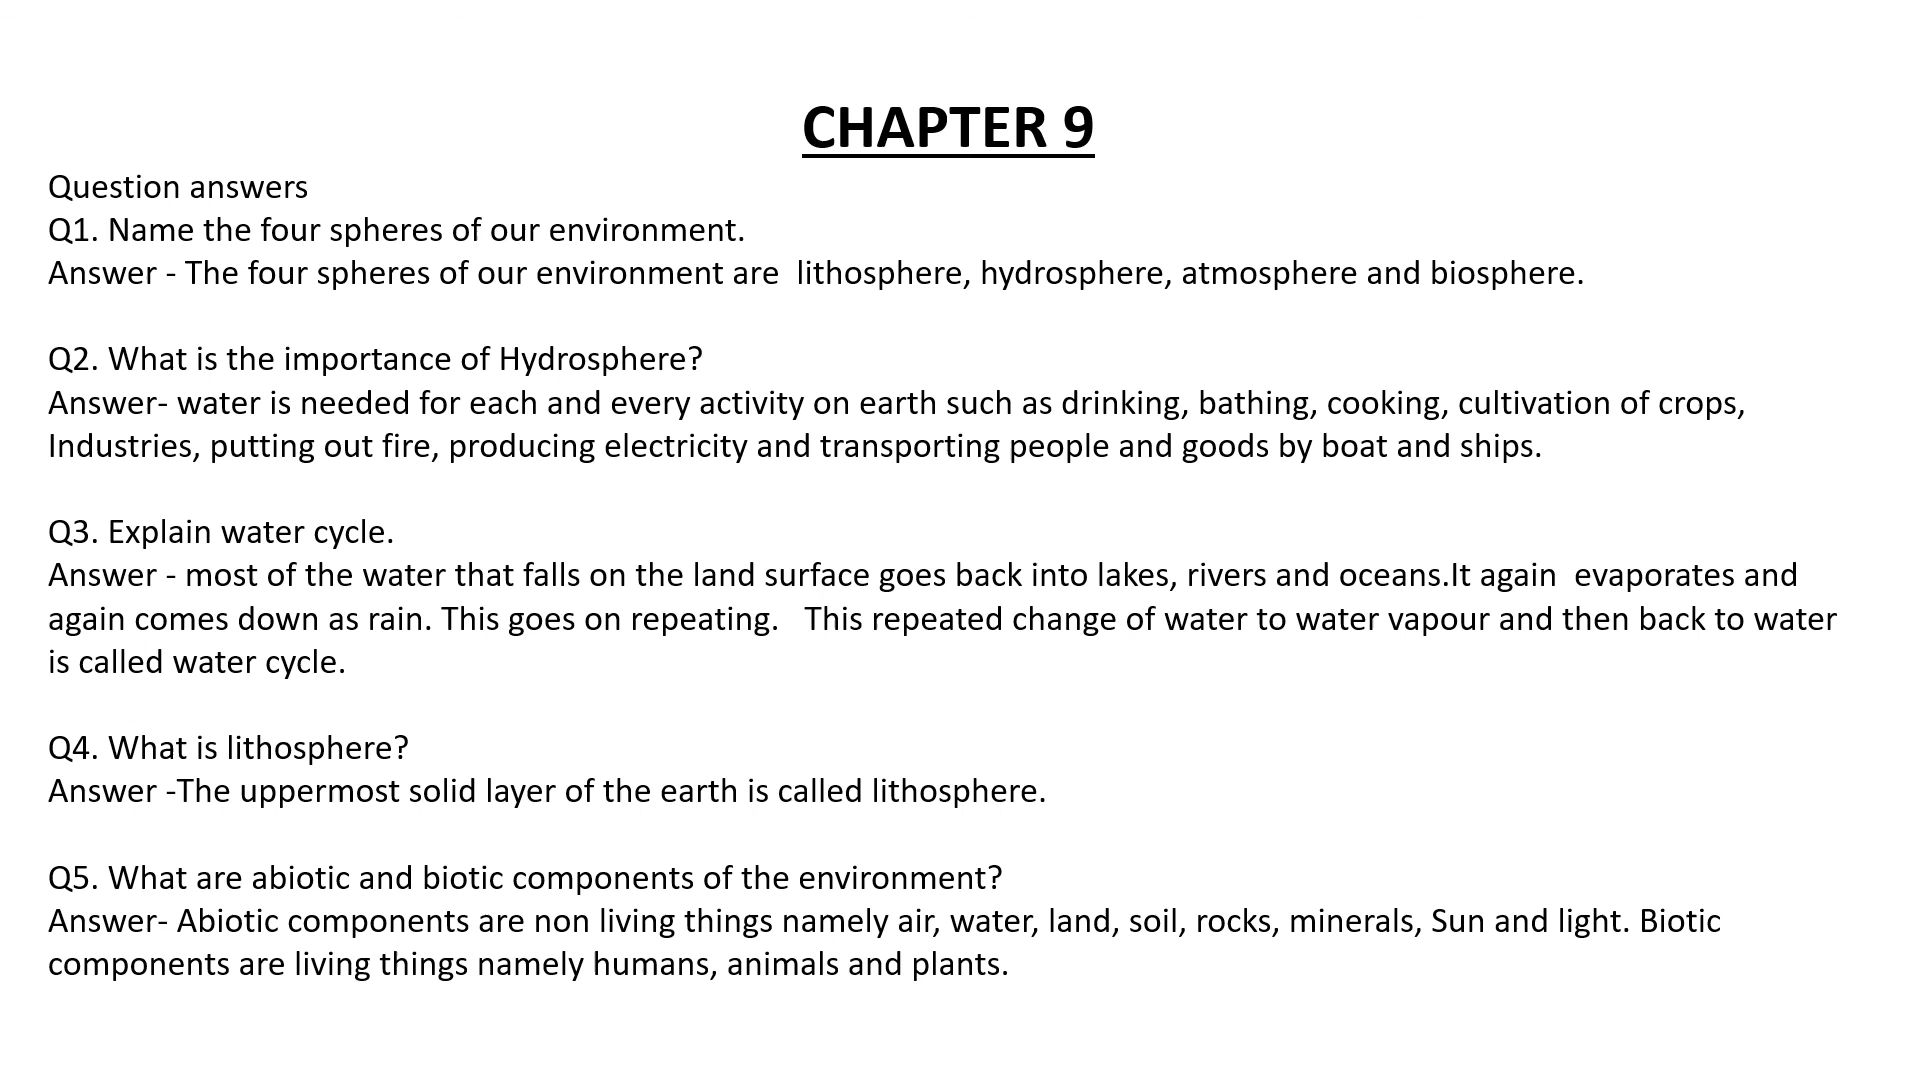 CHAPTER 9
Question answers
Q1. Name the four spheres of our environment.
Answer - The four spheres of our environment are  lithosphere, hydrosphere, atmosphere and biosphere.
Q2. What is the importance of Hydrosphere?
Answer- water is needed for each and every activity on earth such as drinking, bathing, cooking, cultivation of crops,
Industries, putting out fire, producing electricity and transporting people and goods by boat and ships.
Q3. Explain water cycle.
Answer - most of the water that falls on the land surface goes back into lakes, rivers and oceans.It again  evaporates and
again comes down as rain. This goes on repeating.   This repeated change of water to water vapour and then back to water
is called water cycle.
Q4. What is lithosphere?
Answer -The uppermost solid layer of the earth is called lithosphere.
Q5. What are abiotic and biotic components of the environment?
Answer- Abiotic components are non living things namely air, water, land, soil, rocks, minerals, Sun and light. Biotic
components are living things namely humans, animals and plants.